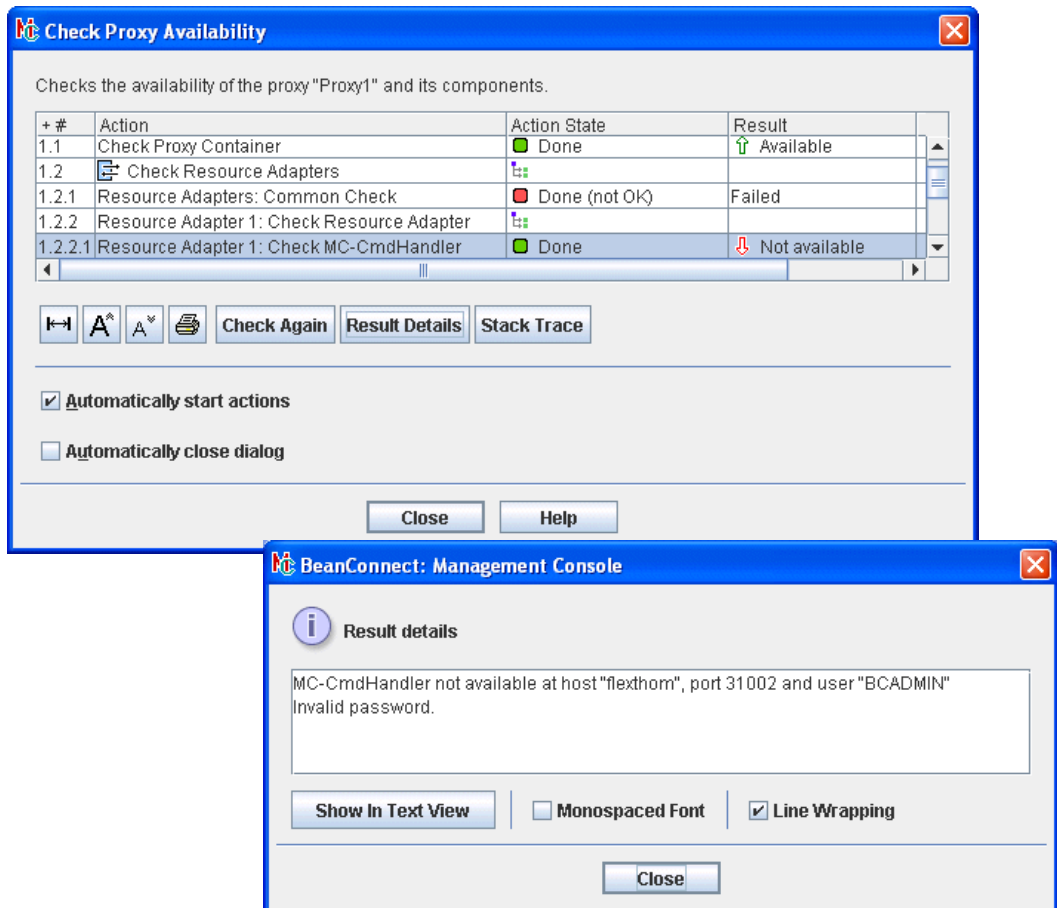 Check Proxy Availability
Checks the availability of the proxy "Proxy1" and its components.
+ # Action Action State Result
1.1 Check Proxy Container Done Available
1.2 Check Resource Adapters
1.2.1 Resource Adapters: Common Check Done (not OK) Failed
1.2.2 Resource Adapter 1: Check Resource Adapter
1.2.2.1 Resource Adapter 1: Check MC-CmdHandler Done Not available
A A Check Again Result Details Stack Trace
Automatically start actions
Automatically close dialog
Close Help
BeanConnect: Management Console
Result details
MC-CmdHandler not available at host "flexthom", port 31002 and user "BCADMIN"
Invalid password.
Show In Text View Monospaced Font Line Wrapping
Close